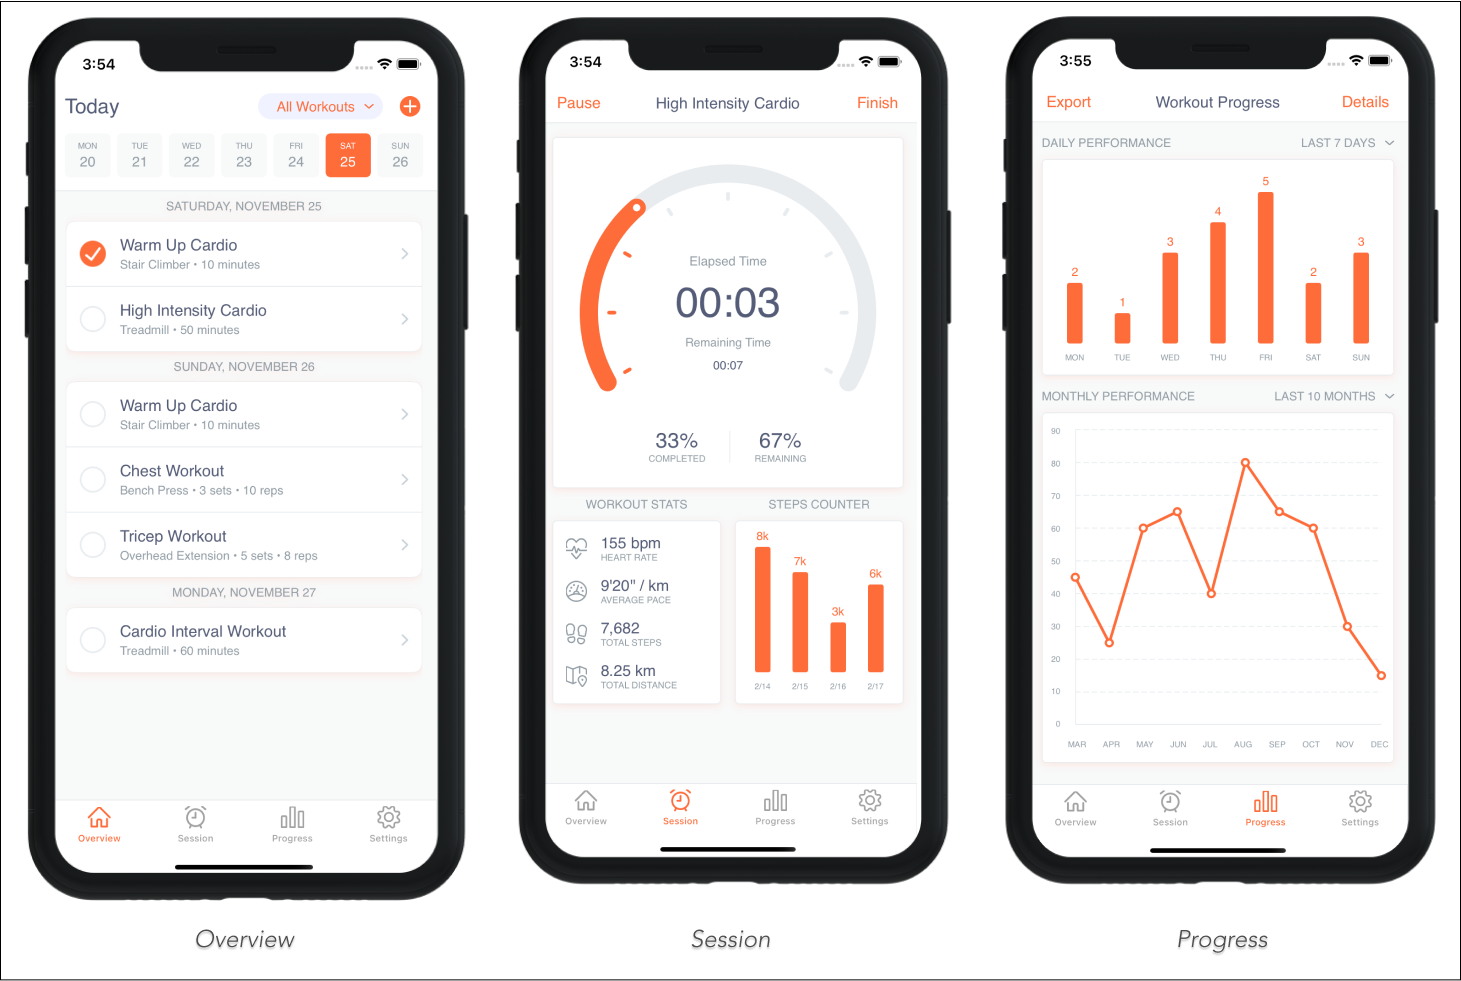 3:54
Today
All Workouts
MON TUE WED THU FRI SAT SUN
20 21 22 23 24 25 26
SATURDAY, NOVEMBER 25
Warm Up Cardio
Stair Climber • 10 minutes
High Intensity Cardio
Treadmill • 50 minutes
SUNDAY, NOVEMBER 26
Warm Up Cardio
Stair Climber • 10 minutes
Chest Workout
Bench Press • 3 sets • 10 reps
Tricep Workout
Overhead Extension • 5 sets • 8 reps
MONDAY, NOVEMBER 27
Cardio Interval Workout
Treadmill • 60 minutes
Overview Session Progress Settings
Overview
3:54
Pause High Intensity Cardio Finish
Elapsed Time
00:03
Remaining Time
00:07
33% 67%
COMPLETED REMAINING
WORKOUT STATS
155 bpm
HEART RATE
9'20" / km
AVERAGE PACE
7,682
TOTAL STEPS
8.25 km
TOTAL DISTANCE
STEPS COUNTER
8k 7k 3k 6k
2/14 2/15 2/16 2/17
Overview Session Progress Settings
Session
3:55
Export Workout Progress Details
DAILY PERFORMANCE LAST 7 DAYS
2 1 3 4 5 2 3
MON TUE WED THU FRI SAT SUN
MONTHLY PERFORMANCE LAST 10 MONTHS
90
80
70
60
50
40
30
20
10
0
MAR APR MAY JUN JUL AUG SEP OCT NOV DEC
Overview Session Progress Settings
Progress